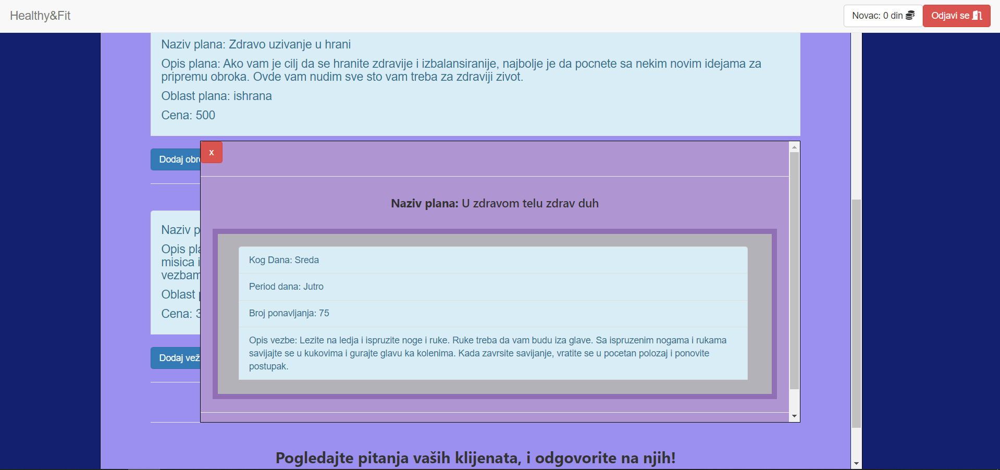 Healthy&Fit
Novac: 0 din
Odjavi se
Naziv plana: Zdravo uzivanje u hrani
Opis plana: Ako vam je cilj da se hranite zdravije i izbalansiranije, najbolje je da pocnete sa nekim novim idejama za
pripremu obroka. Ovde vam nudim sve sto vam treba za zdraviji zivot.
Oblast plana: ishrana
Cena: 500
Dodaj
x
Naziv plana: U zdravom telu zdrav duh
Naziv
Kog Dana: Sreda
Opis
misica i
Period dana: Jutro
Oblast
Cena: 3
Broj ponavljanja: 75
Opis vezbe: Lezite na ledja i ispruzite noge i ruke. Ruke treba da vam budu iza glave. Sa ispruzenim nogama i rukama
savijajte se u kukovima i gurajte glavu ka kolenima. Kada zavrsite savijanje, vratite se u pocetan polozaj i ponovite
postupak.
Dodaj
Pogledajte pitanja vaših klijenata, i odgovorite na njih!